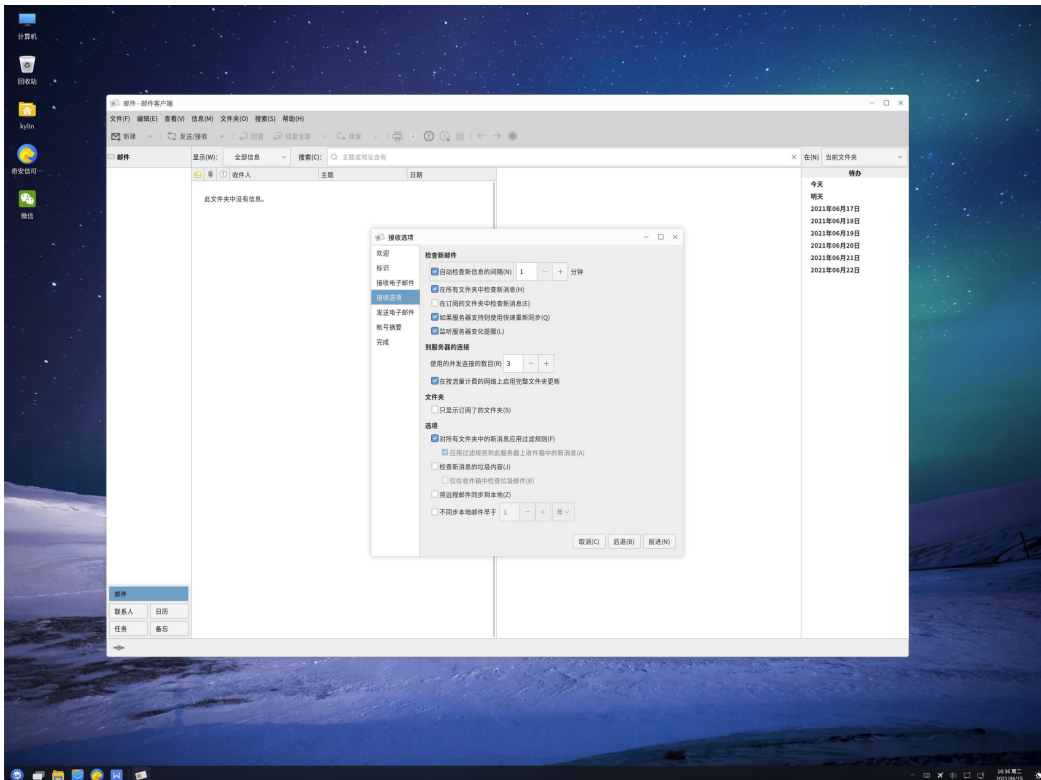 计算机
回收站
kylin
奇安信可…
微信
邮件 - 邮件客户端
文件(F) 编辑(E) 查看(V) 信息(M) 文件夹(O) 搜索(S) 帮助(H)
新建 发送/接收 回复 回复全部 转发
邮件 显示(W): 全部信息 搜索(C): 主题或地址含有 在(N) 当前文件夹
收件人 主题 日期
此文件夹中没有信息。
待办
今天
明天
2021年06月17日
2021年06月18日
2021年06月19日
2021年06月20日
2021年06月21日
2021年06月22日
接收选项
欢迎
标识
接收电子邮件
接收选项
发送电子邮件
帐号摘要
完成
检查新邮件
自动检查新信息的间隔(N) 1 - + 分钟
在所有文件夹中检查新消息(H)
在订阅的文件夹中检查新消息(E)
如果服务器支持则使用快速重新同步(Q)
监听服务器变化提醒(L)
到服务器的连接
使用的并发连接的数目(R) 3 - +
在按流量计费的网络上启用完整文件夹更新
文件夹
只显示订阅了的文件夹(S)
选项
对所有文件夹中的新消息应用过滤规则(F)
应用过滤规则到此服务器上收件箱中的新消息(A)
检查新消息的垃圾内容(J)
仅在收件箱中检查垃圾邮件(B)
将远程邮件同步到本地(Z)
不同步本地邮件早于 1 - + 年
取消(C) 后退(B) 前进(N)
邮件
联系人 日历
任务 备忘
16:36 周二
2021/06/15